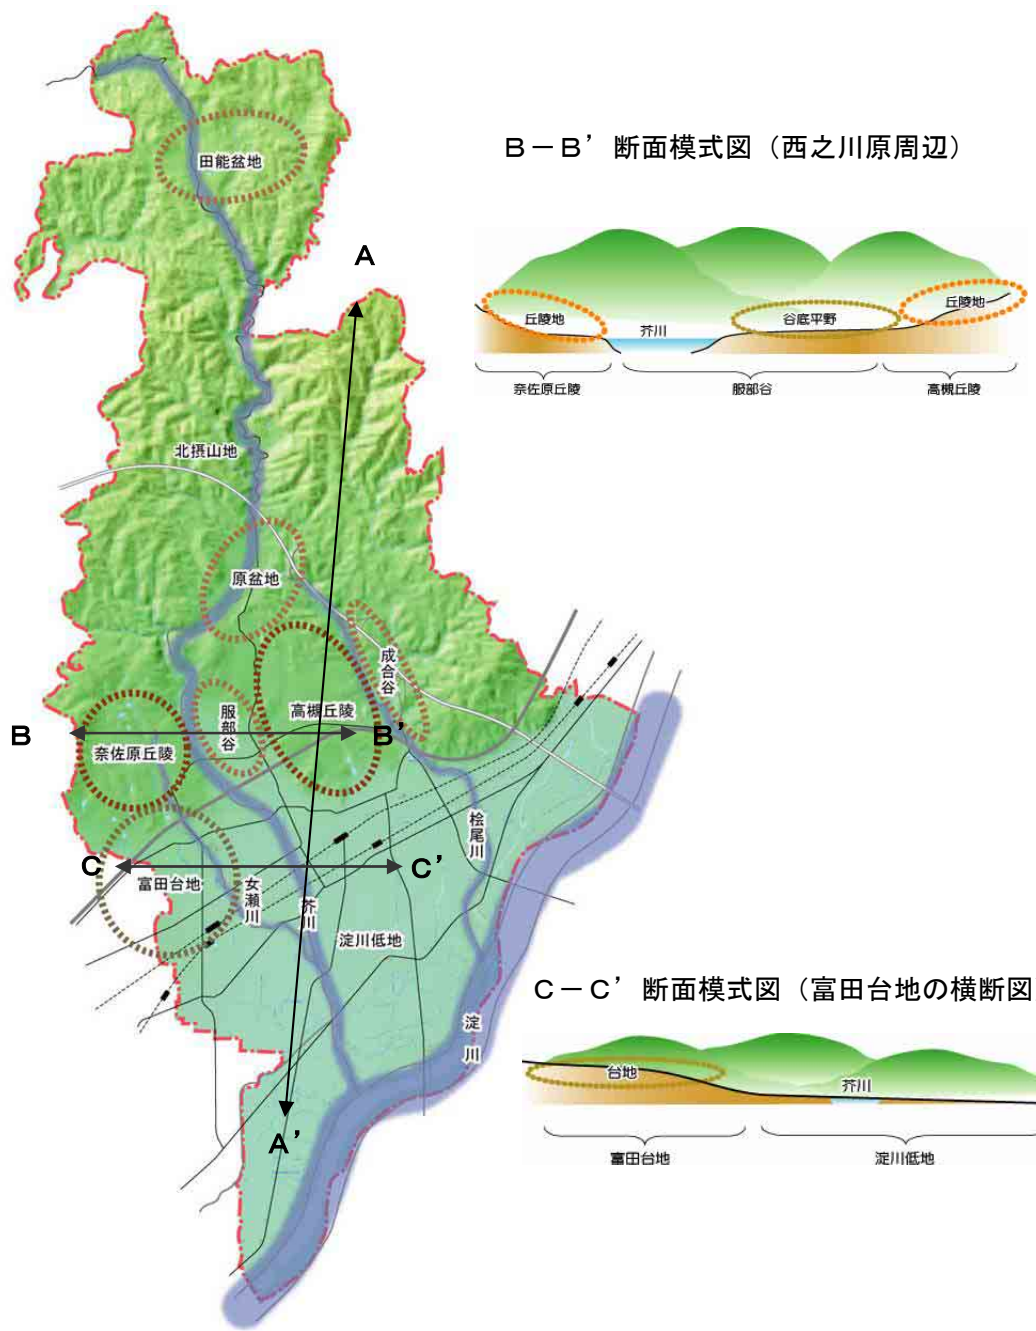 田能盆地
B－B’ 断面模式図（西之川原周辺）
A
丘陵地
芥川
谷底平野
丘陵地
奈佐原丘陵
服部谷
高槻丘陵
北摂山地
原盆地
成合谷
服部谷
高槻丘陵
B
B’
奈佐原丘陵
桧尾川
C
C’
富田台地
女瀬川
芥川
淀川低地
淀川
A’
C－C’ 断面模式図（富田台地の横断図
台地
芥川
富田台地
淀川低地